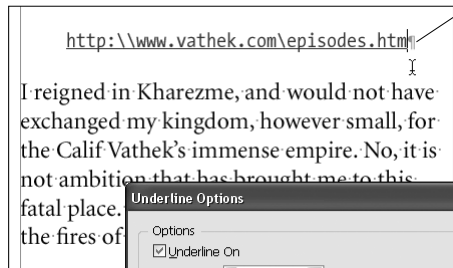 http:\\www.vathek.com\episodes.htm¶
I reigned in Kharezme, and would not have
exchanged my kingdom, however small, for
the Calif Vathek's immense empire. No, it is
not ambition that has brought me to this
fatal place.
the fires of
Underline Options
Options
Underline On